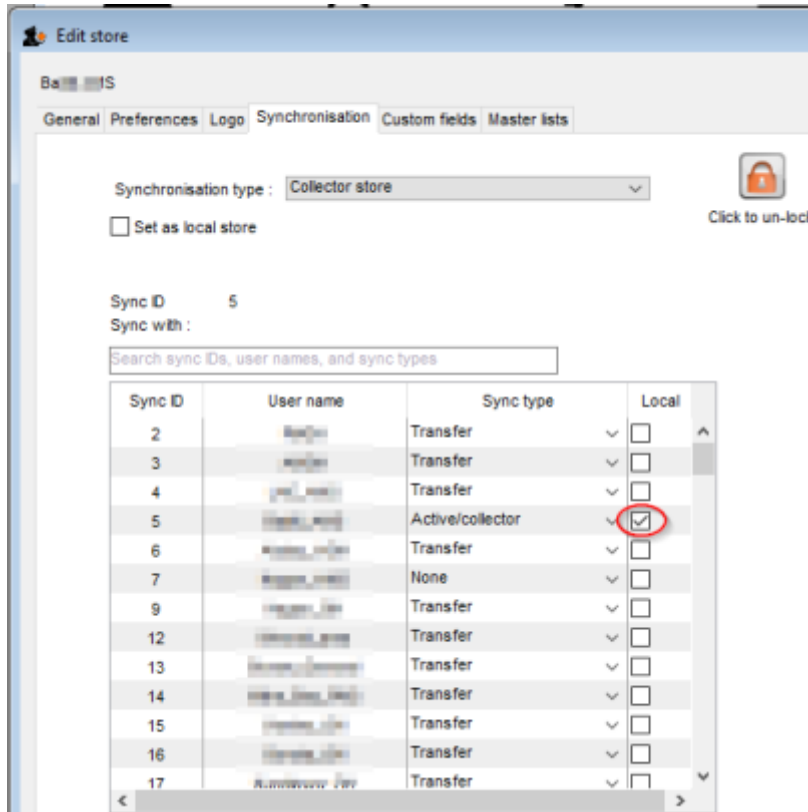 Edit store
General Preferences Logo Synchronisation Custom fields Master lists
Synchronisation type : Collector store
Click to un-lock
Set as local store
Sync ID 5
Sync with :
Search sync IDs, user names, and sync types
Sync ID User name Sync type Local
2 Transfer
3 Transfer
4 Transfer
5 Active/collector
6 Transfer
7 None
9 Transfer
12 Transfer
13 Transfer
14 Transfer
15 Transfer
16 Transfer
17 Transfer